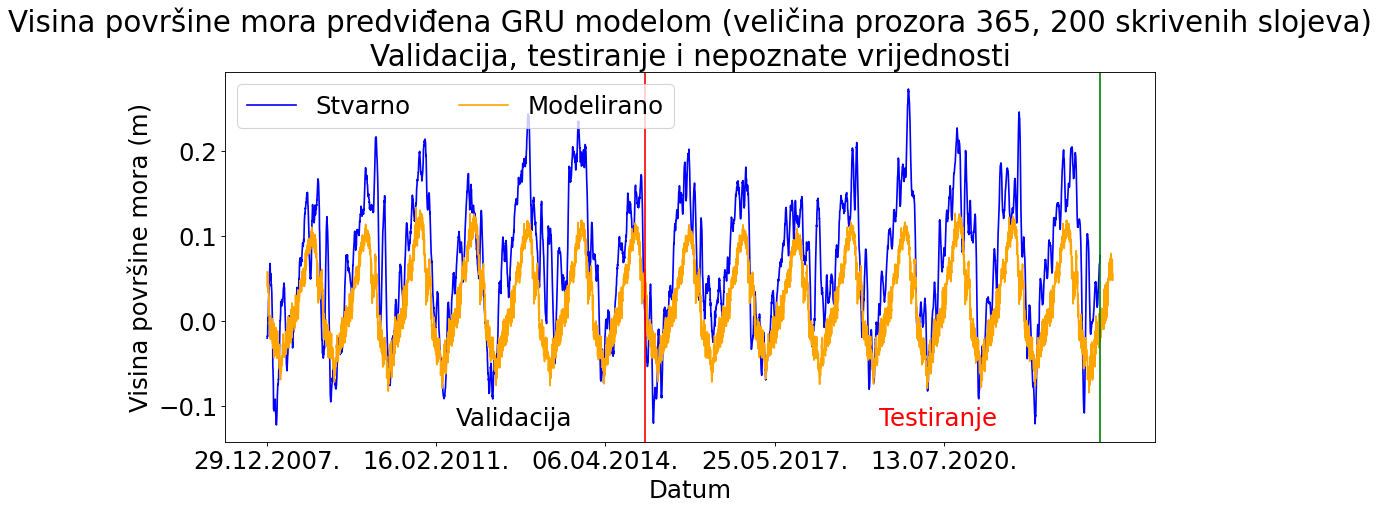 Visina površine mora predviđena GRU modelom (veličina prozora 365, 200 skrivenih slojeva)
Validacija, testiranje i nepoznate vrijednosti
Stvarno
Modelirano
Visina površine mora (m)
0.2
0.1
0.0
−0.1
Validacija
Testiranje
29.12.2007.
16.02.2011.
06.04.2014.
25.05.2017.
13.07.2020.
Datum